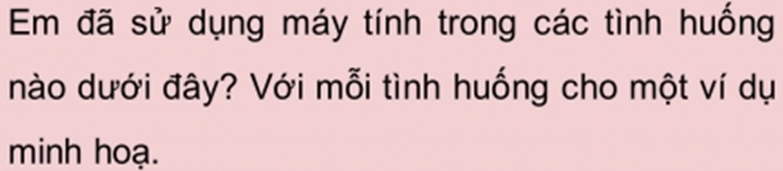 Em đã sử dụng máy tính trong các tình huống
nào dưới đây? Với mỗi tình huống cho một ví dụ
minh hoạ.